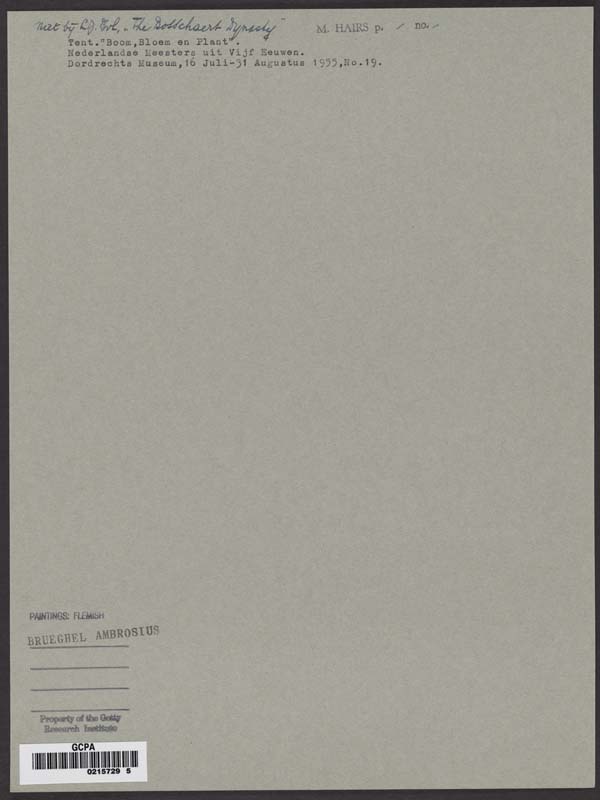 niet bij L.J. Bol, "The Bosschaert Dynasty"
M. HAIRS p. / no. /
Tent."Boom,Bloem en Plant".
Nederlandse Meesters uit Vijf Eeuwen.
Dordrechts Museum,16 Juli-31 Augustus 1955,No.19.
PAINTINGS: FLEMISH
BRUEGHEL AMBROSIUS
Property of the Getty
Research Institute
GCPA
0215729 5